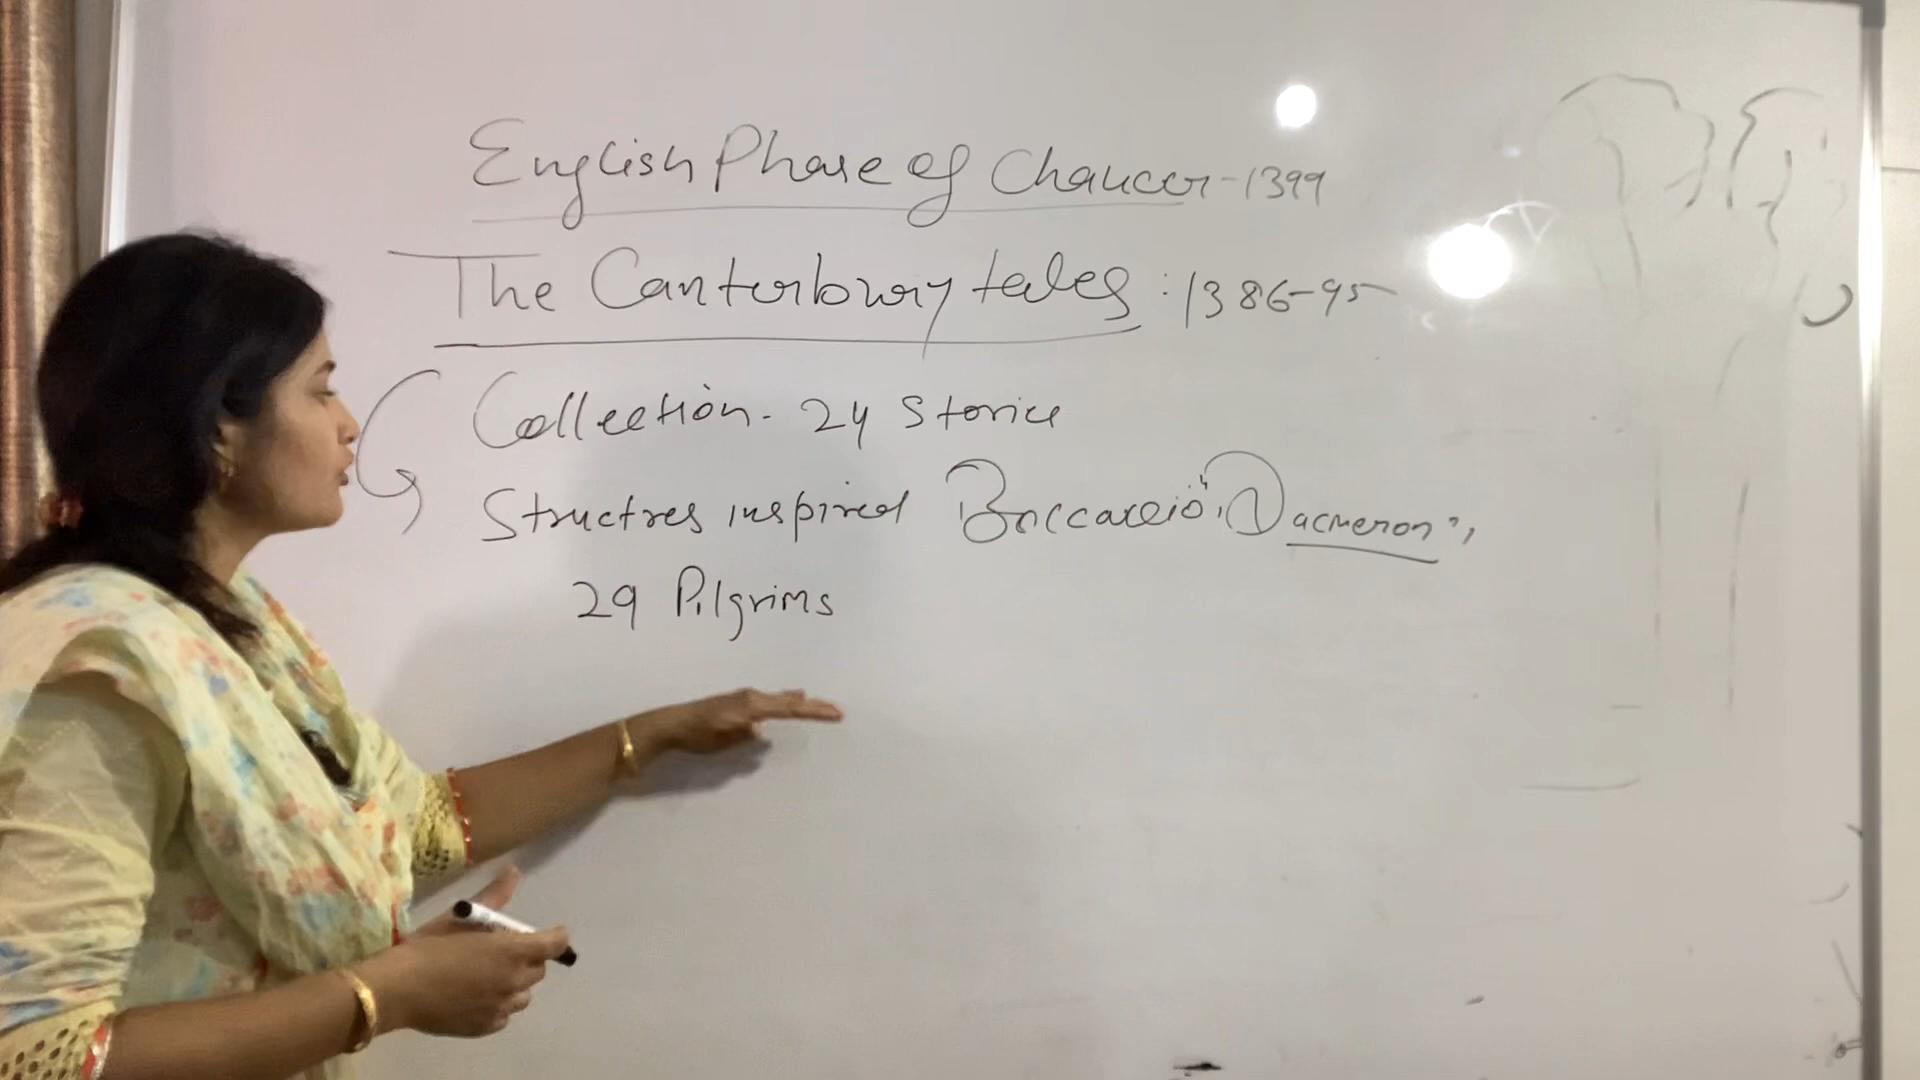 English Phase of Chaucer-1399
The Canterbury tales : 1386-95
Collection. 24 Stories
Structres inspired Boccaccio, "Dacmeron",
29 Pilgrims